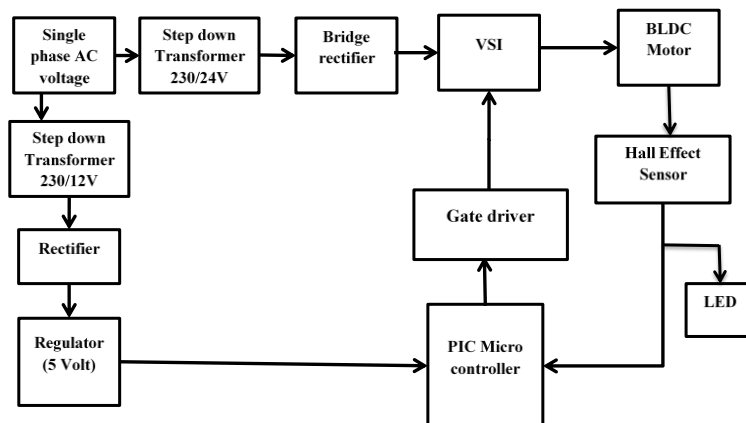 Single
phase AC
voltage
Step down
Transformer
230/24V
Bridge
rectifier
VSI
BLDC
Motor
Step down
Transformer
230/12V
Hall Effect
Sensor
Gate driver
Rectifier
LED
Regulator
(5 Volt)
PIC Micro
controller